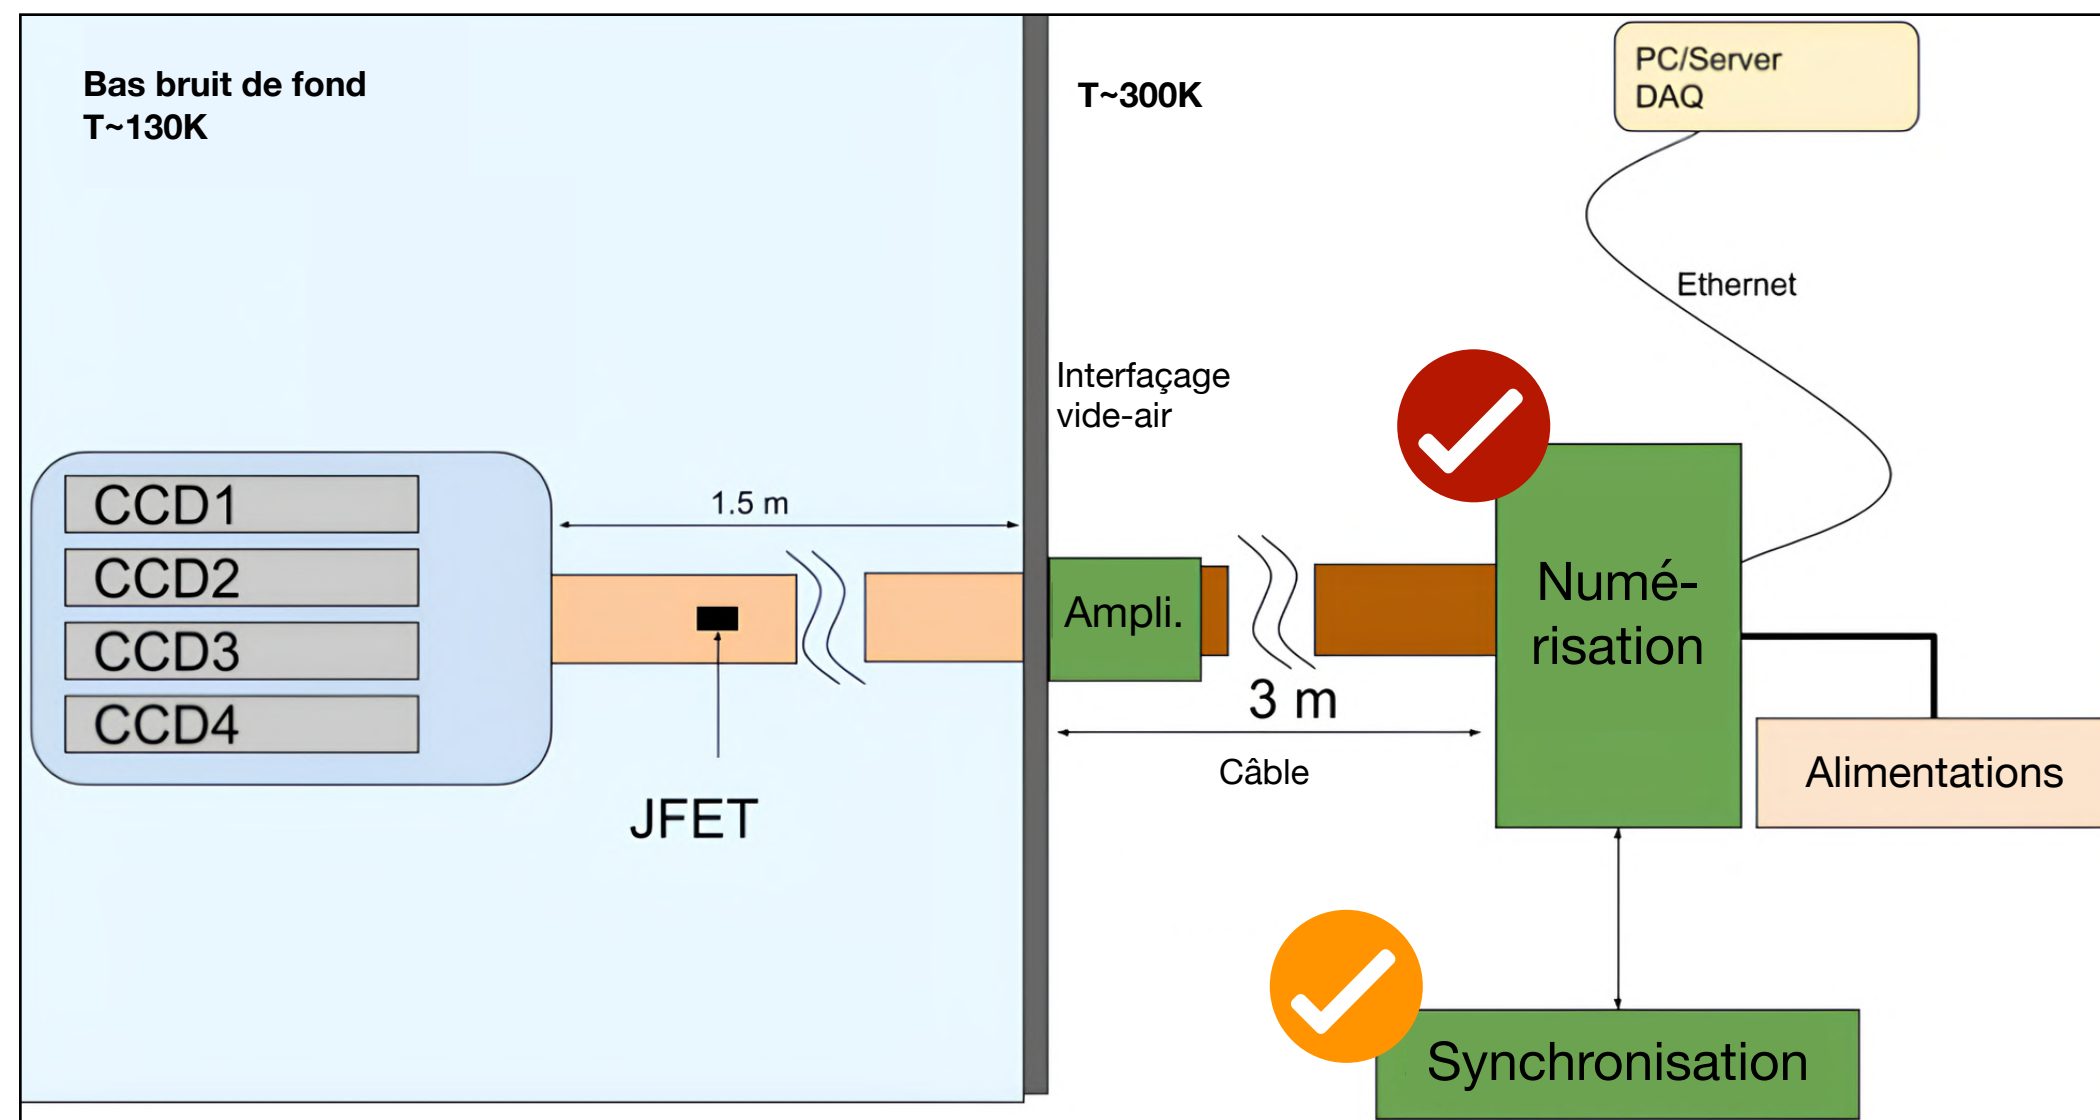 Bas bruit de fond
T~130K
T~300K
PC/Server
DAQ
Ethernet
Interfaçage
vide-air
CCD1
CCD2
CCD3
CCD4
1.5 m
JFET
Ampli.
3 m
Câble
Numé-
risation
Alimentations
Synchronisation